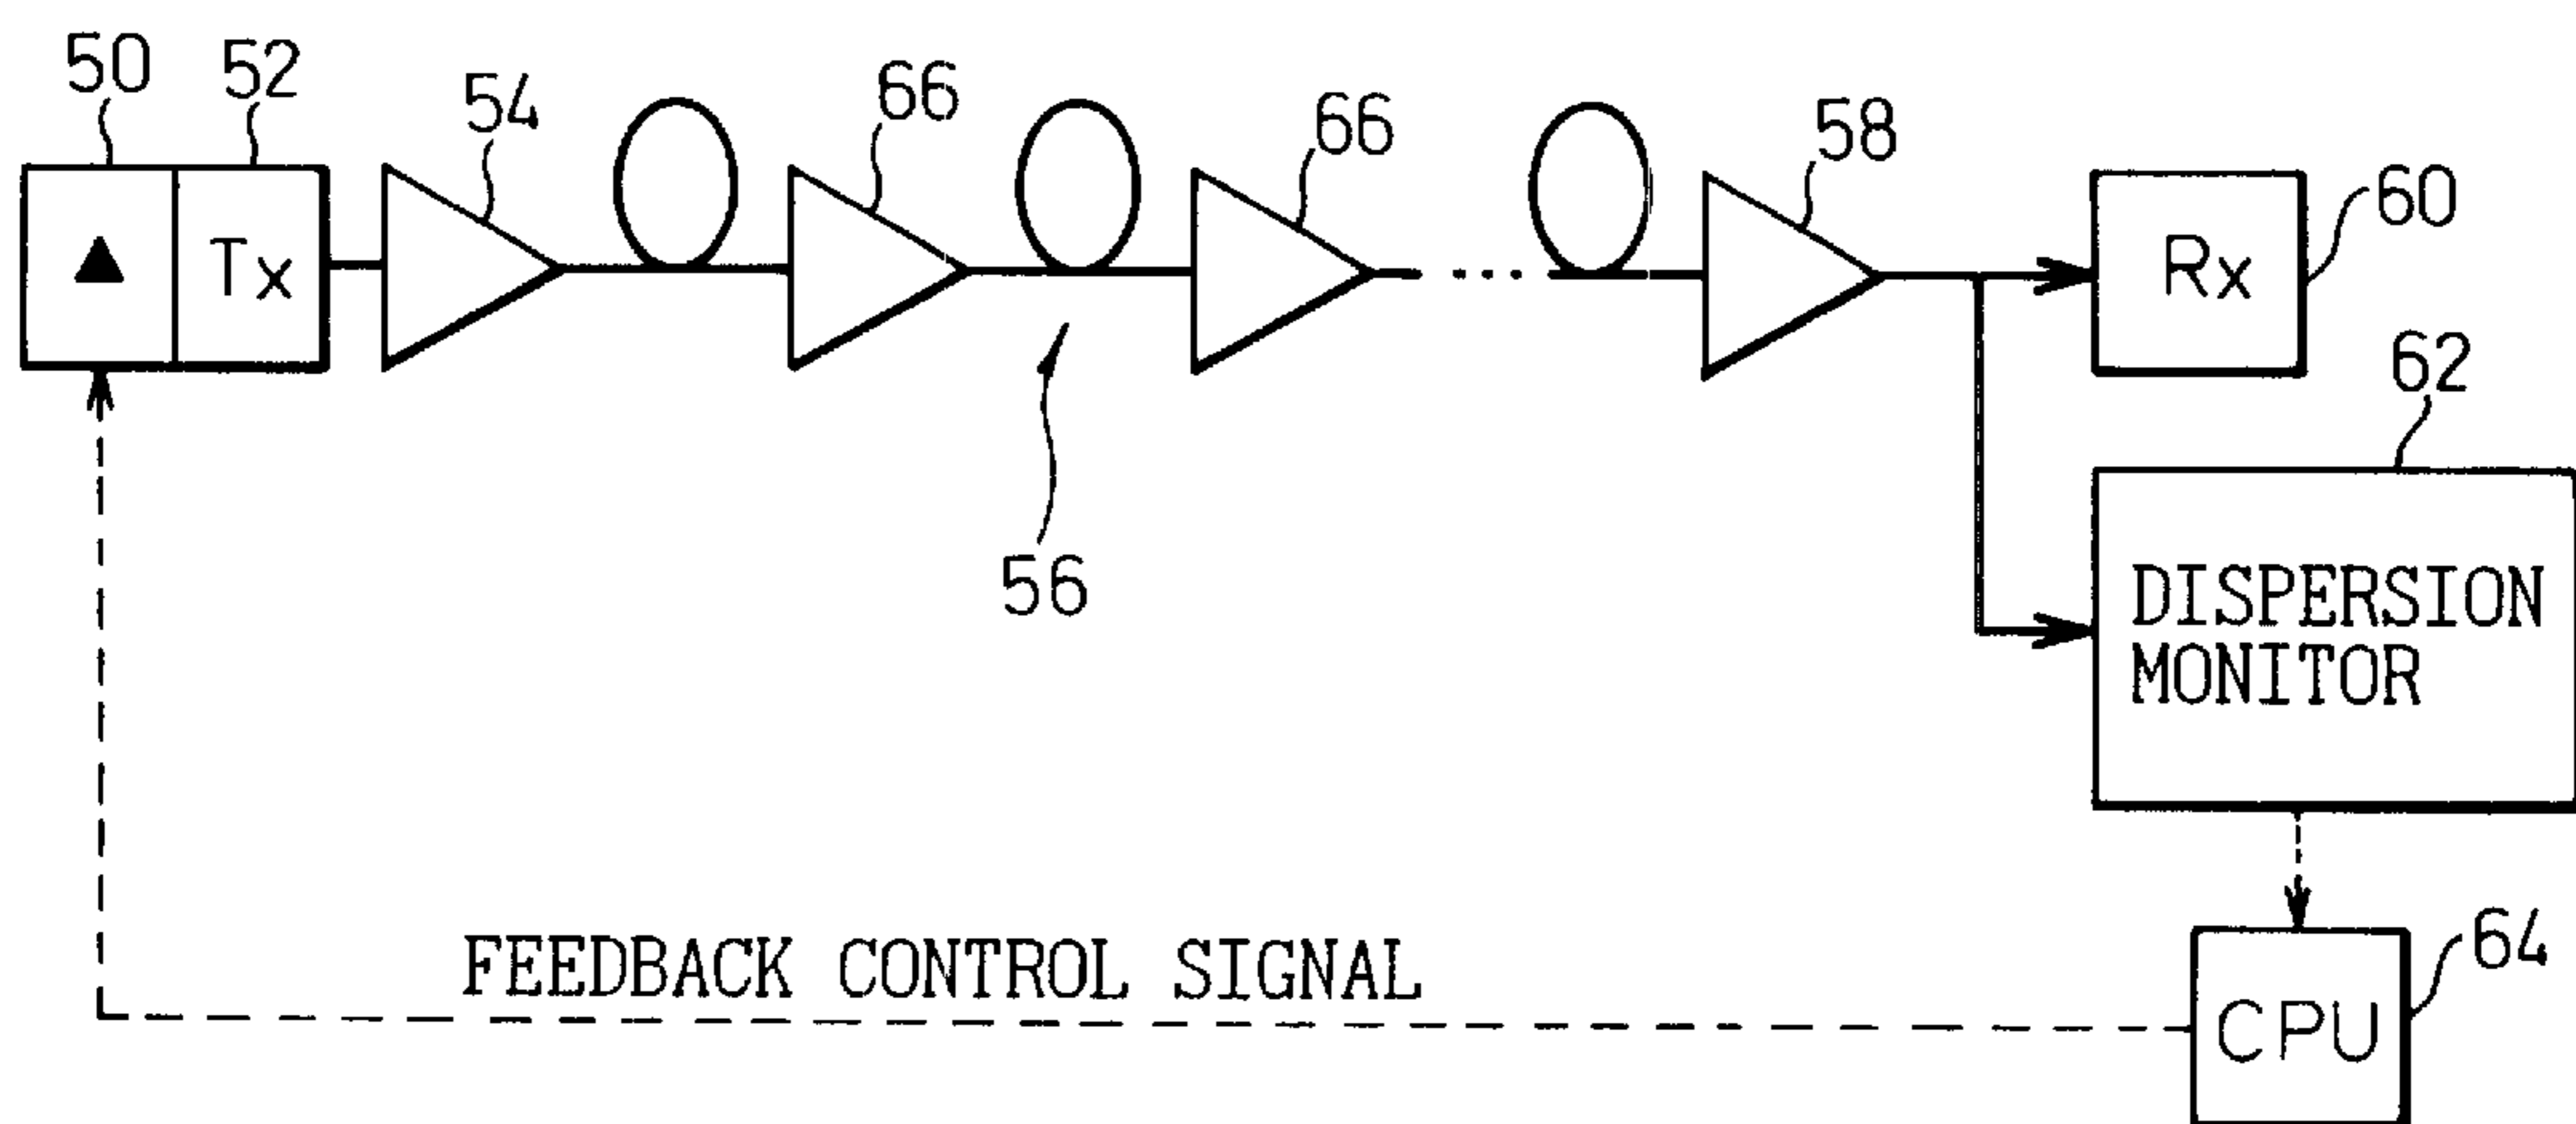 50
52
54
66
66
58
Tx
Rx
60
62
56
DISPERSION
MONITOR
FEEDBACK CONTROL SIGNAL
64
CPU